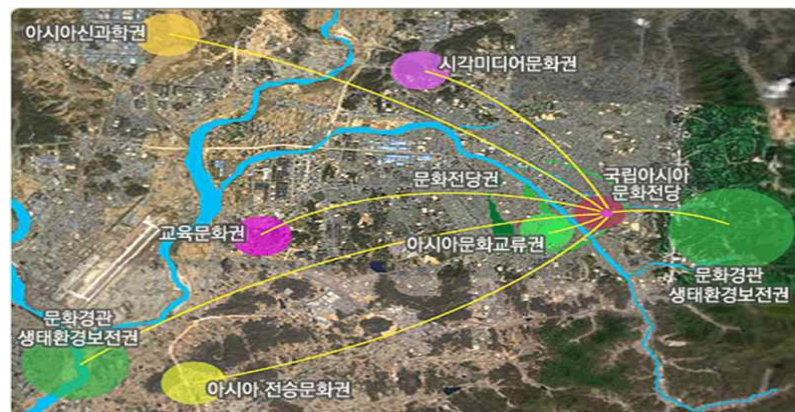 아시아신과학권
시각미디어문화권
국립아시아
문화전당
문화전당권
교육문화권
아시아문화교류권
문화경관
생태환경보전권
문화경관
생태환경보전권
아시아 전승문화권